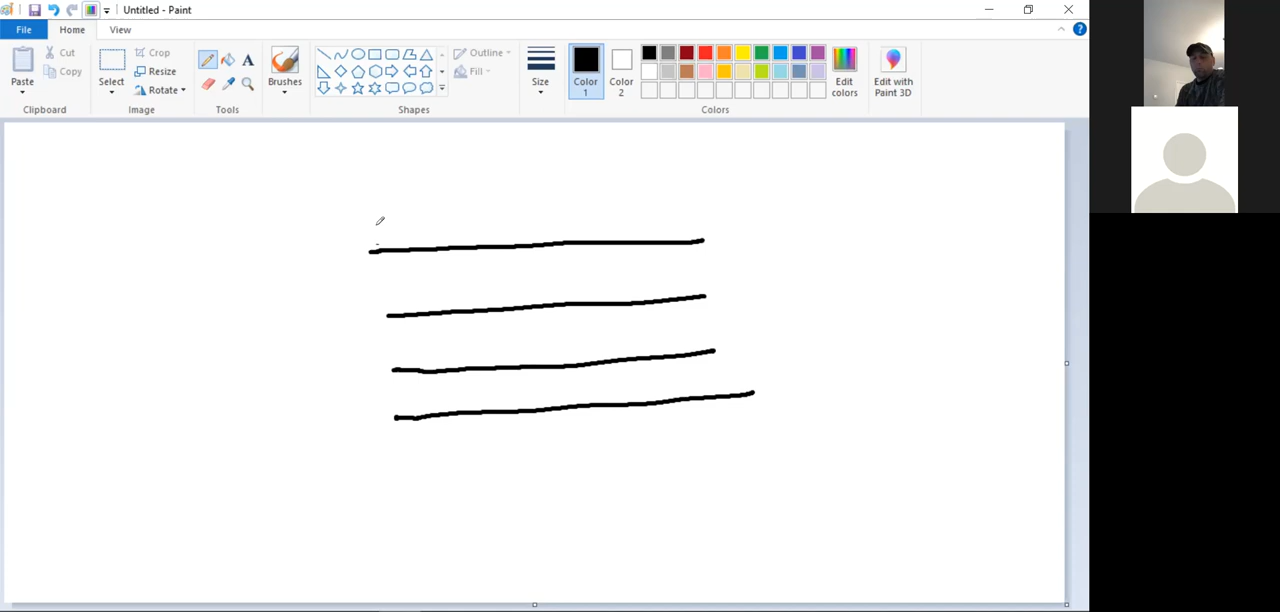 Untitled - Paint
File
Home
View
Paste
Cut
Copy
Clipboard
Select
Crop
Resize
Rotate
Image
A
Tools
Brushes
Outline
Fill
Shapes
Size
Color 1
Color 2
Edit colors
Colors
Edit with Paint 3D
?